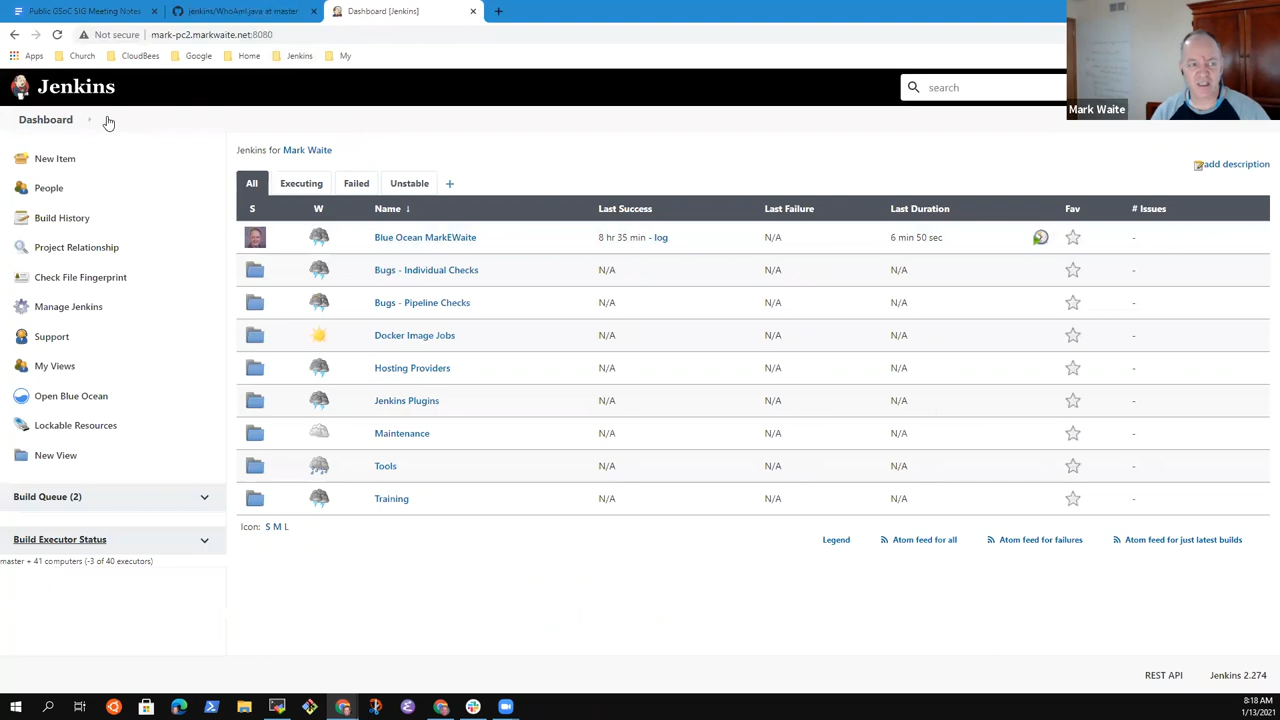 Public GSoC SIG Meeting Notes
jenkins/WhoAmI.java at master
Dashboard [Jenkins]
Not secure
mark-pc2.markwaite.net:8080
Apps
Church
CloudBees
Google
Home
Jenkins
My
Jenkins
search
Mark Waite
Dashboard
New Item
People
Build History
Project Relationship
Check File Fingerprint
Manage Jenkins
Support
My Views
Open Blue Ocean
Lockable Resources
New View
Build Queue (2)
Build Executor Status
master + 41 computers (-3 of 40 executors)
Jenkins for Mark Waite
add description
All Executing Failed Unstable +
S W Name ↓ Last Success Last Failure Last Duration Fav # Issues
Blue Ocean MarkEWaite 8 hr 35 min - log N/A 6 min 50 sec -
Bugs - Individual Checks N/A N/A N/A -
Bugs - Pipeline Checks N/A N/A N/A -
Docker Image Jobs N/A N/A N/A -
Hosting Providers N/A N/A N/A -
Jenkins Plugins N/A N/A N/A -
Maintenance N/A N/A N/A -
Tools N/A N/A N/A -
Training N/A N/A N/A -
Icon: S M L
Legend Atom feed for all Atom feed for failures Atom feed for just latest builds
REST API Jenkins 2.274
8:18 AM
1/13/2021